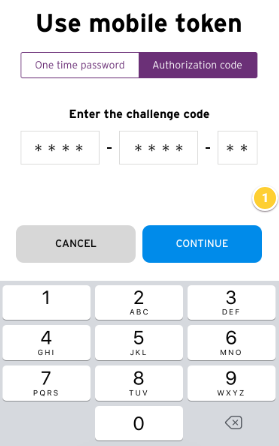 Use mobile token
One time password Authorization code
Enter the challenge code
**** - **** - **
1
CANCEL CONTINUE
1 2 3
ABC DEF
4 5 6
GHI JKL MNO
7 8 9
PQRS TUV WXYZ
0